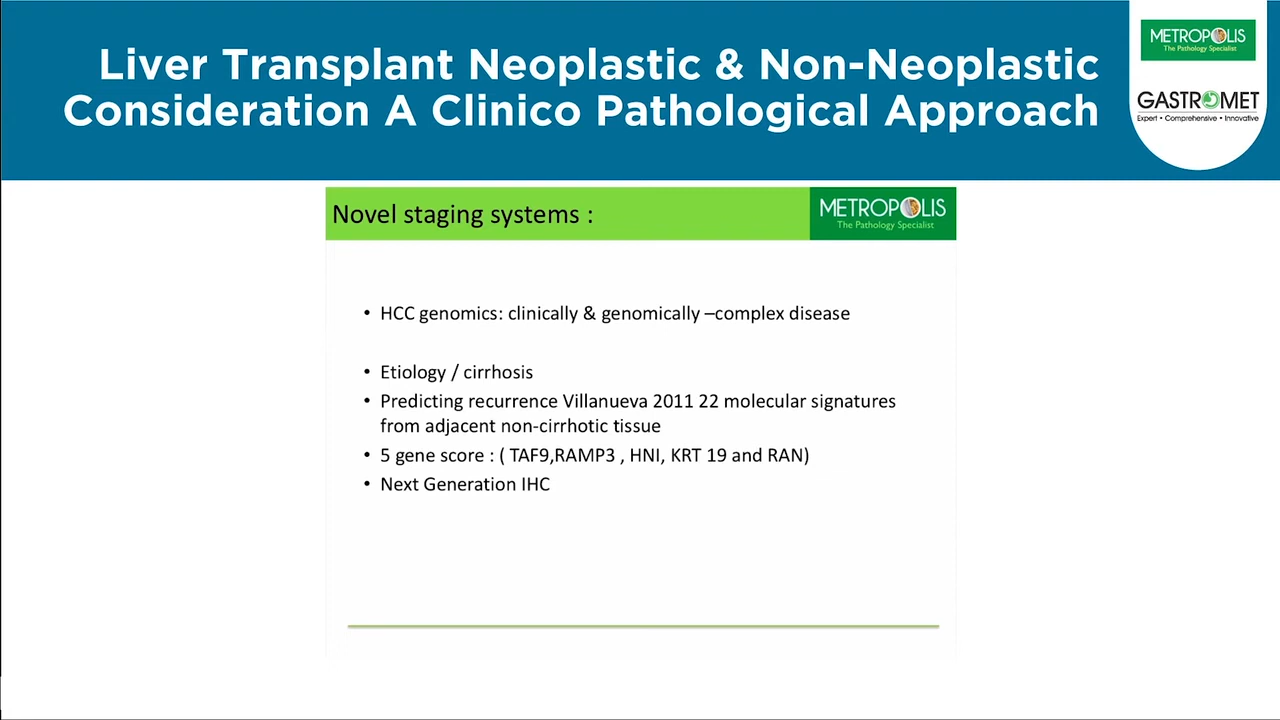 Liver Transplant Neoplastic & Non-Neoplastic
Consideration A Clinico Pathological Approach
METROPOLIS
The Pathology Specialist
GASTROMET
Expert • Comprehensive • Innovative
Novel staging systems :
METROPOLIS
The Pathology Specialist
• HCC genomics: clinically & genomically –complex disease
• Etiology / cirrhosis
• Predicting recurrence Villanueva 2011 22 molecular signatures
from adjacent non-cirrhotic tissue
• 5 gene score : ( TAF9,RAMP3 , HNI, KRT 19 and RAN)
• Next Generation IHC